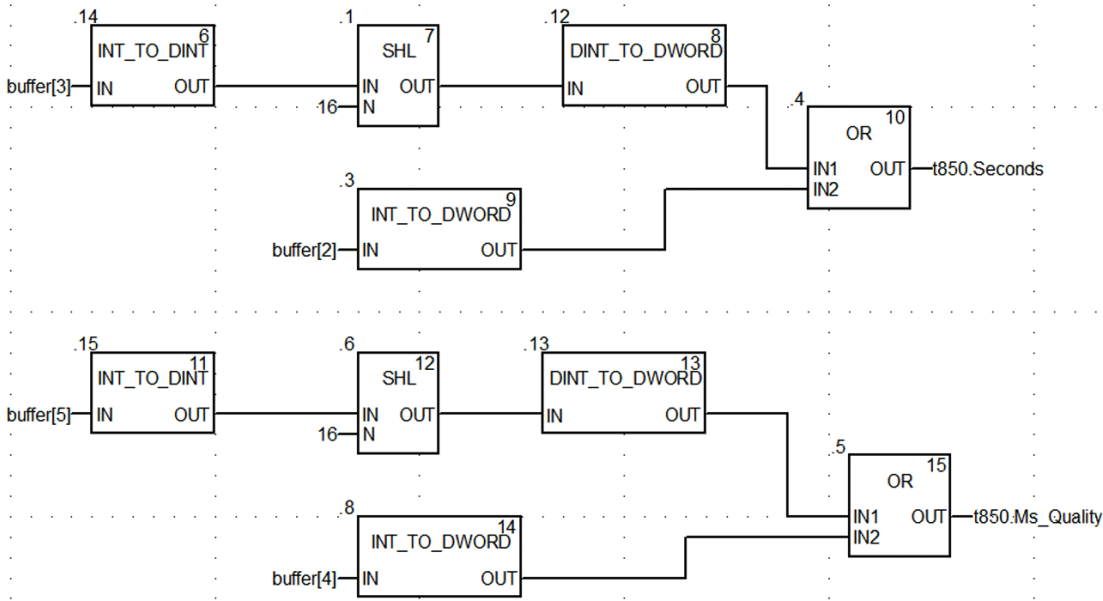 .14 .1 .12
6 7 8
INT_TO_DINT SHL DINT_TO_DWORD
buffer[3] IN OUT IN OUT IN OUT
16 N
.4
10
OR
IN1 OUT t850.Seconds
IN2
.3
9
INT_TO_DWORD
buffer[2] IN OUT
.15 .6 .13
11 12 13
INT_TO_DINT SHL DINT_TO_DWORD
buffer[5] IN OUT IN OUT IN OUT
16 N
.5
15
OR
IN1 OUT t850.Ms_Quality
IN2
.8
14
INT_TO_DWORD
buffer[4] IN OUT